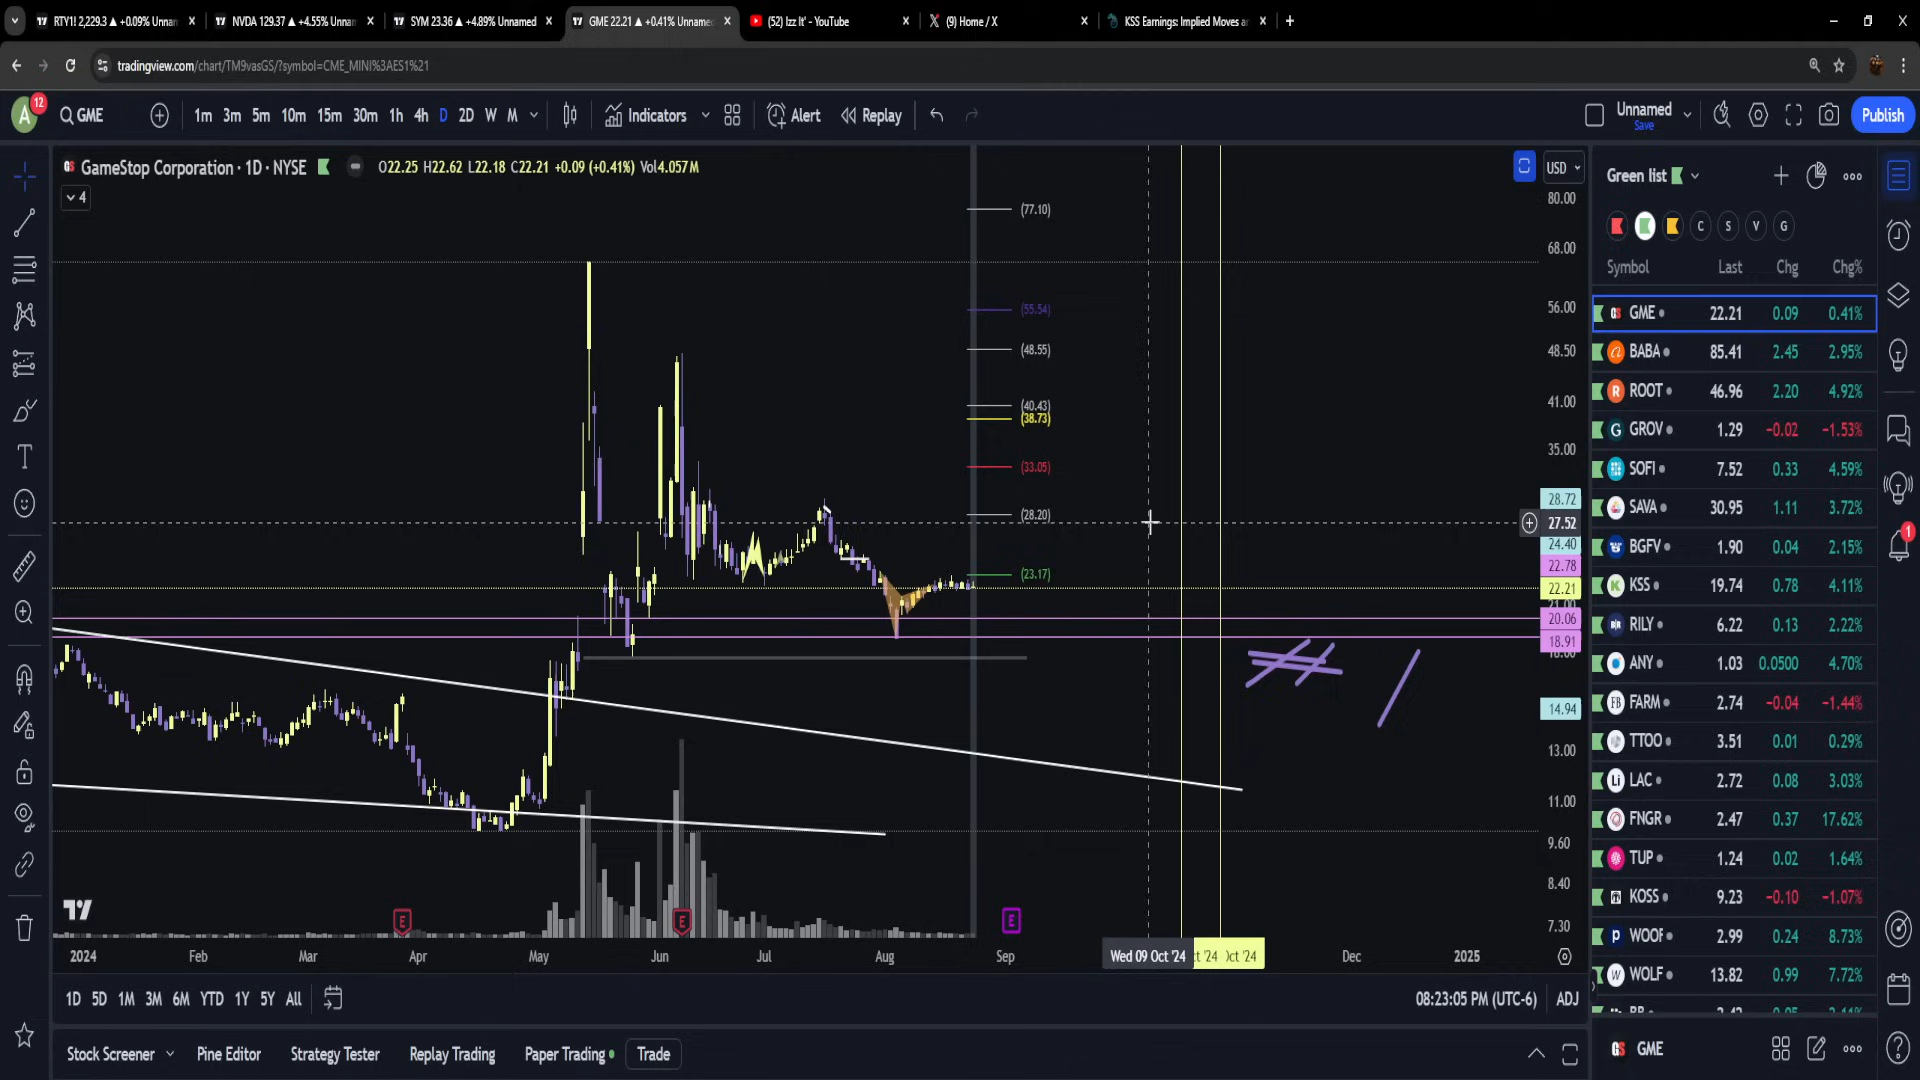 RTY1! 2,229.3 ▲ +0.09% Unnam
NVDA 129.37 ▲ +4.55% Unnan
SYM 23.36 ▲ +4.89% Unnamed
GME 22.21 ▲ +0.41% Unname
(52) Izz It' - YouTube
(9) Home / X
KSS Earnings: Implied Moves a
tradingview.com/chart/TM9vasGS/?symbol=CME_MINI%3AES1%21
A
12
GME
1m 3m 5m 10m 15m 30m 1h 4h D 2D W M
Indicators
Alert
Replay
Unnamed
Save
Publish
GameStop Corporation · 1D · NYSE
O22.25 H22.62 L22.18 C22.21 +0.09 (+0.41%) Vol4.057M
4
USD
(77.10)
(55.54)
(48.55)
(40.43)
(38.73)
(33.05)
(28.20)
(23.17)
80.00
68.00
56.00
48.50
41.00
35.00
28.72
27.52
24.40
22.78
22.21
20.06
18.91
14.94
13.00
11.00
9.60
8.40
7.30
E
E
E
2024 Feb Mar Apr May Jun Jul Aug Sep
Wed 09 Oct '24
Dec 2025
1D 5D 1M 3M 6M YTD 1Y 5Y All
08:23:05 PM (UTC-6) ADJ
Stock Screener
Pine Editor
Strategy Tester
Replay Trading
Paper Trading
Trade
Green list
C S V G
Symbol Last Chg Chg%
GME 22.21 0.09 0.41%
BABA 85.41 2.45 2.95%
ROOT 46.96 2.20 4.92%
GROV 1.29 −0.02 −1.53%
SOFI 7.52 0.33 4.59%
SAVA 30.95 1.11 3.72%
BGFV 1.90 0.04 2.15%
KSS 19.74 0.78 4.11%
RILY 6.22 0.13 2.22%
ANY 1.03 0.0500 4.70%
FARM 2.74 −0.04 −1.44%
TTOO 3.51 0.01 0.29%
LAC 2.72 0.08 3.03%
FNGR 2.47 0.37 17.62%
TUP 1.24 0.02 1.64%
KOSS 9.23 −0.10 −1.07%
WOOF 2.99 0.24 8.73%
WOLF 13.82 0.99 7.72%
GME
1